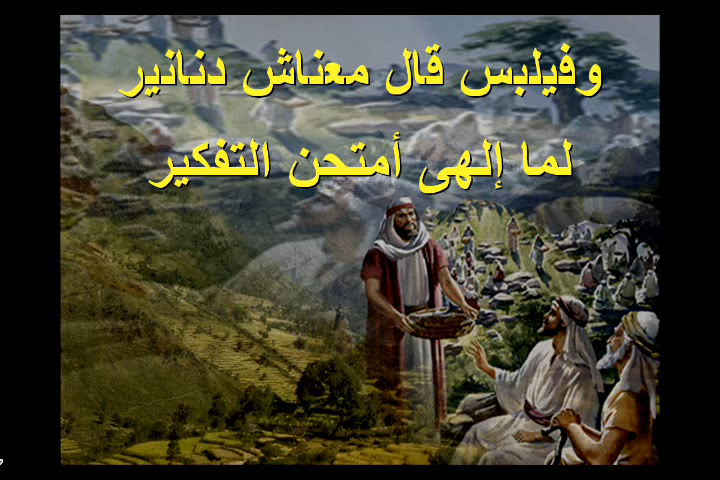 وفيلبس قال معناش دنانير
لما إلهى أمتحن التفكير